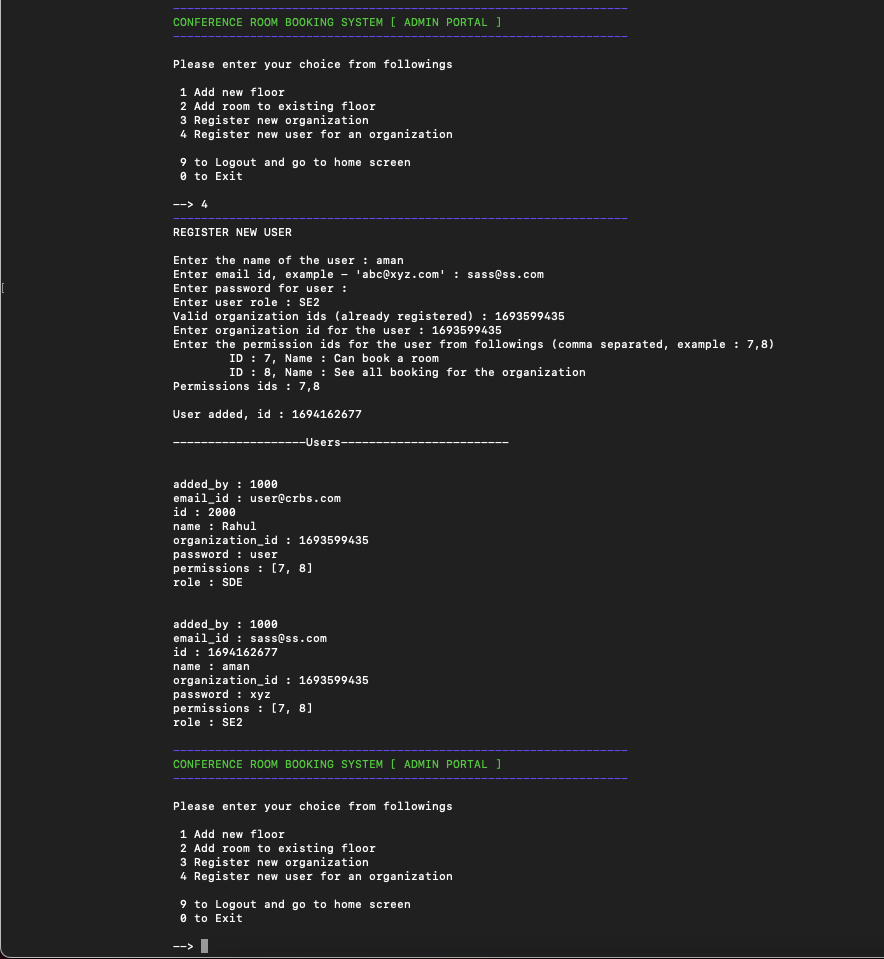 CONFERENCE ROOM BOOKING SYSTEM [ ADMIN PORTAL ]
Please enter your choice from followings
1 Add new floor
2 Add room to existing floor
3 Register new organization
4 Register new user for an organization
9 to Logout and go to home screen
0 to Exit
--> 4
REGISTER NEW USER
Enter the name of the user : aman
Enter email id, example - 'abc@xyz.com' : sass@ss.com
Enter password for user :
Enter user role : SE2
Valid organization ids (already registered) : 1693599435
Enter organization id for the user : 1693599435
Enter the permission ids for the user from followings (comma separated, example : 7,8)
ID : 7, Name : Can book a room
ID : 8, Name : See all booking for the organization
Permissions ids : 7,8
User added, id : 1694162677
-------------------Users------------------------
added_by : 1000
email_id : user@crbs.com
id : 2000
name : Rahul
organization_id : 1693599435
password : user
permissions : [7, 8]
role : SDE
added_by : 1000
email_id : sass@ss.com
id : 1694162677
name : aman
organization_id : 1693599435
password : xyz
permissions : [7, 8]
role : SE2
CONFERENCE ROOM BOOKING SYSTEM [ ADMIN PORTAL ]
Please enter your choice from followings
1 Add new floor
2 Add room to existing floor
3 Register new organization
4 Register new user for an organization
9 to Logout and go to home screen
0 to Exit
-->